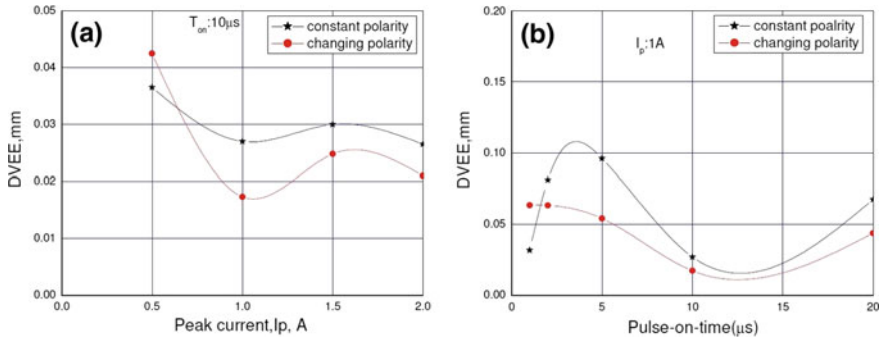 (a)
T on :10μs
constant polarity
changing polarity
0.05
0.04
0.03
0.02
0.01
0.00
DVEE,mm
0.0 0.5 1.0 1.5 2.0
Peak current,Ip, A
(b)
I p :1A
constant poalrity
changing polarity
0.20
0.15
0.10
0.05
0.00
DVEE,mm
0 5 10 15 20
Pulse-on-time(μs)